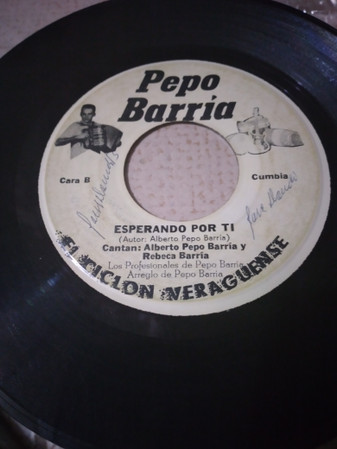 Pepo
Barría
Cara B
Cumbia
ESPERANDO POR TI
(Autor: Alberto Pepo Barría)
Cantan: Alberto Pepo Barría y
Rebeca Barría
Los Profesionales de Pepo Barría
Arreglo de Pepo Barría
EL CICLON VERAGUENSE